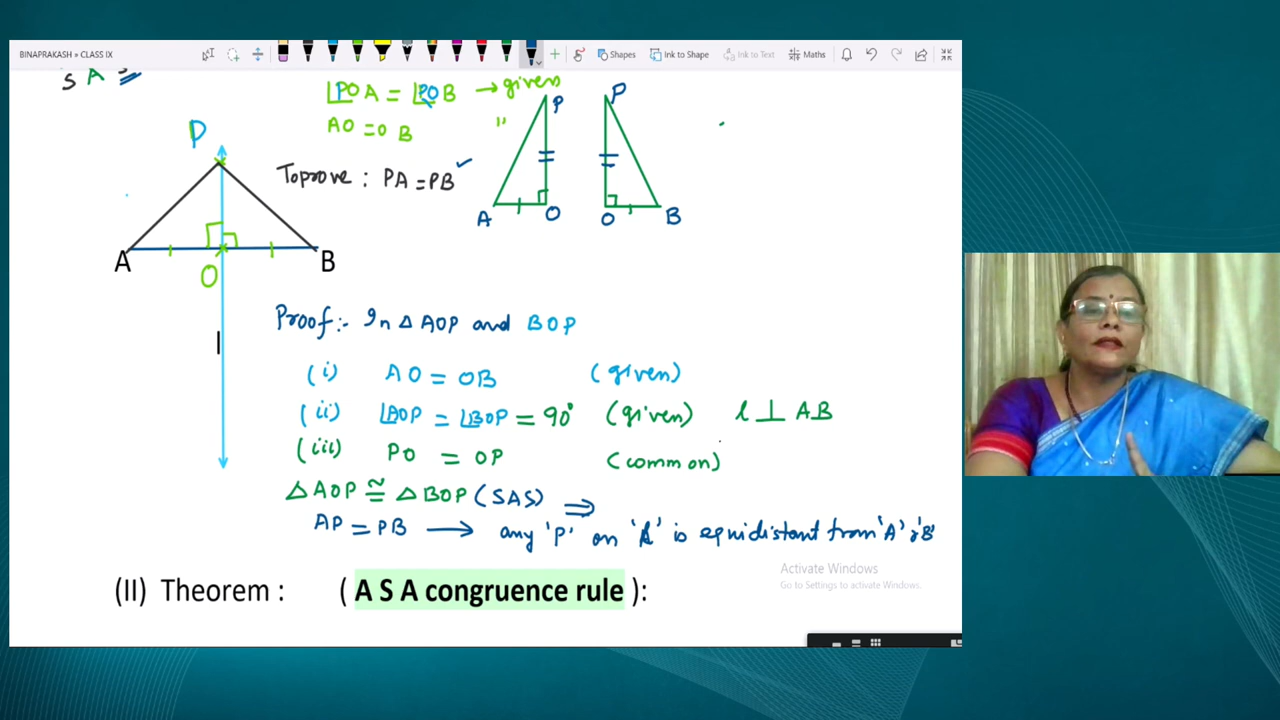 BINAPRAKASH » CLASS IX
Shapes
Ink to Shape
Ink to Text
Maths
S A S
∠POA = ∠POB → given
AO = OB "
To prove : PA = PB ✓
P
A
O
B
l
P
A
O
P
O
B
Proof:- In △ AOP and BOP
(i) AO = OB (given)
(ii) ∠AOP = ∠BOP = 90° (given) l ⊥ AB
(iii) PO = OP (common)
△ AOP ≅ △ BOP (SAS) ⇒
AP = PB → any 'P' on 'l' is equidistant from 'A' & 'B'
Activate Windows
Go to Settings to activate Windows.
(II) Theorem : ( A S A congruence rule ):